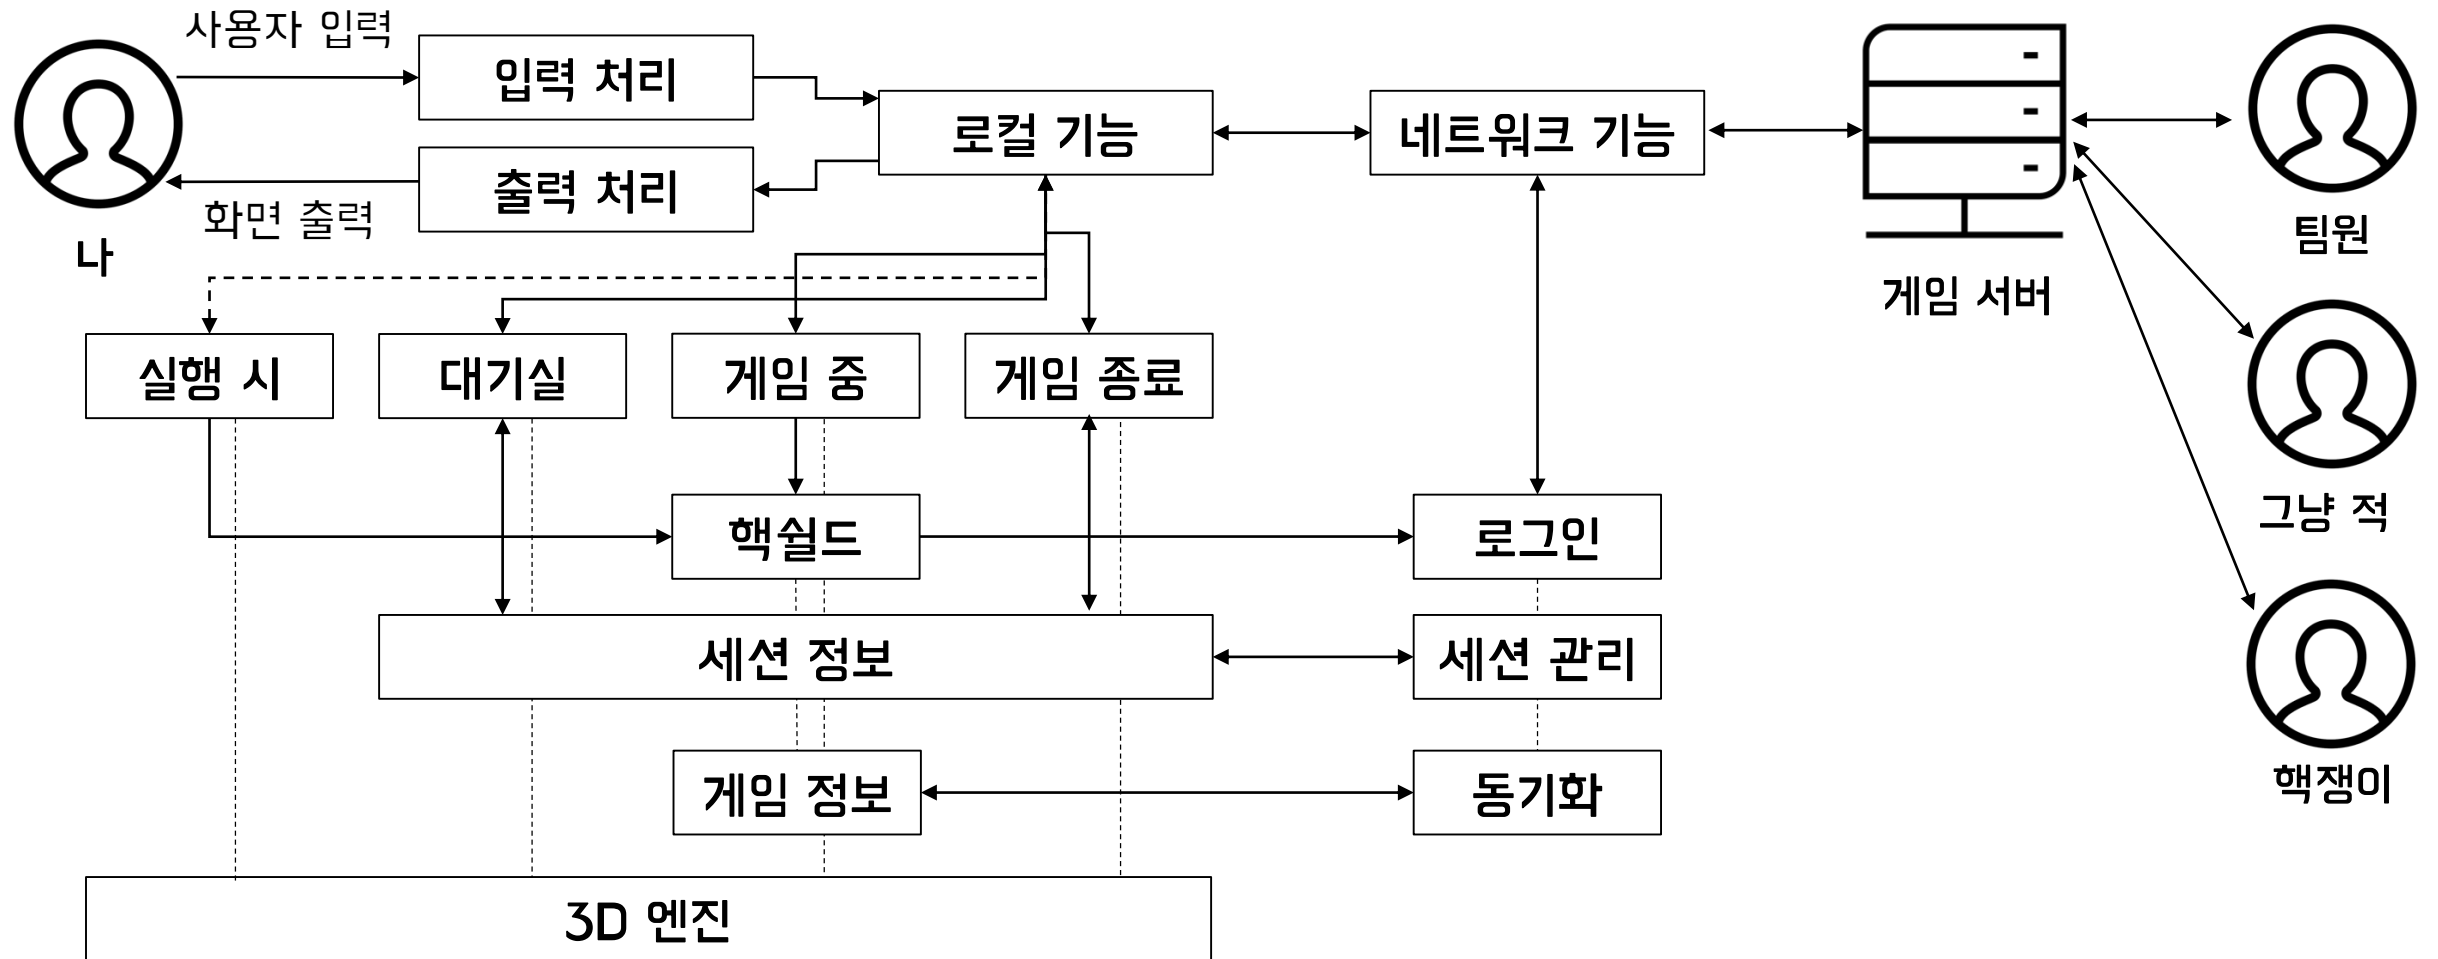 사용자 입력
입력 처리
로컬 기능
네트워크 기능
출력 처리
화면 출력
나
팀원
게임 서버
실행 시
대기실
게임 중
게임 종료
그냥 적
핵쉴드
로그인
세션 정보
세션 관리
게임 정보
동기화
핵쟁이
3D 엔진